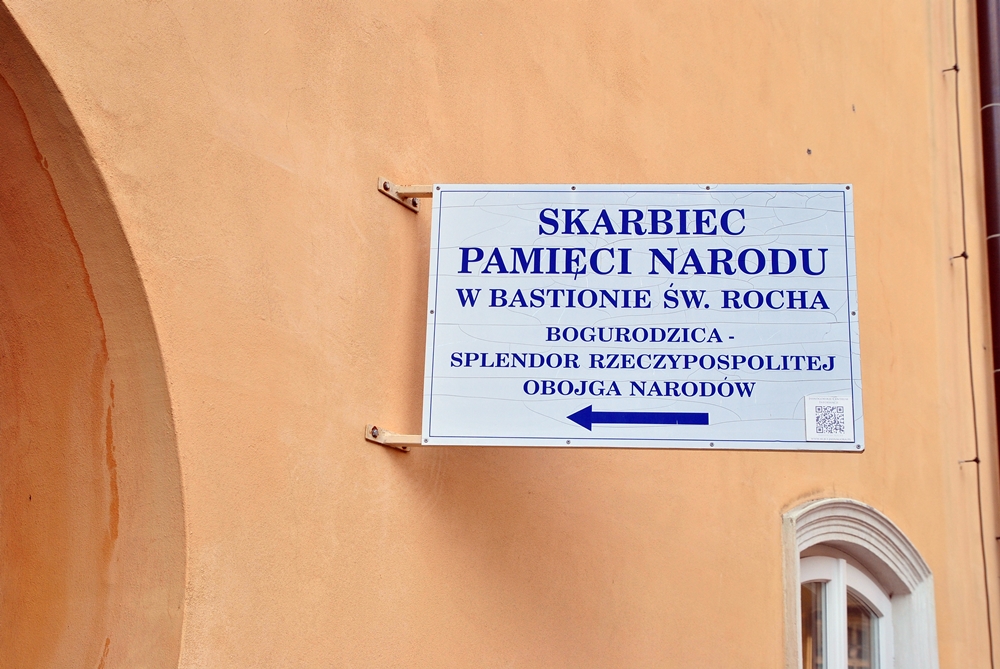 SKARBIEC
PAMIĘCI NARODU
W BASTIONIE ŚW. ROCHA
BOGURODZICA -
SPLENDOR RZECZYPOSPOLITEJ
OBOJGA NARODÓW